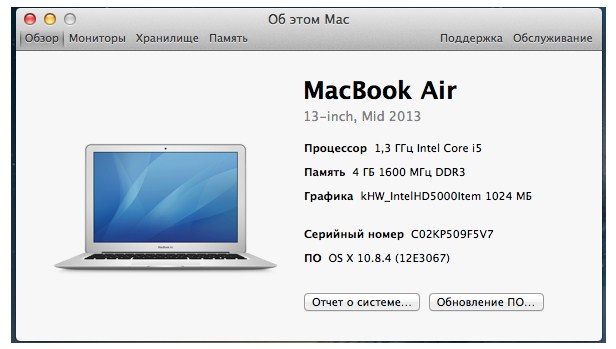 Об этом Mac
Обзор Мониторы Хранилище Память Поддержка Обслуживание
MacBook Air
13-inch, Mid 2013
Процессор 1,3 ГГц Intel Core i5
Память 4 ГБ 1600 МГц DDR3
Графика kHW_IntelHD5000Item 1024 МБ
Серийный номер C02KP509F5V7
ПО OS X 10.8.4 (12E3067)
Отчет о системе... Обновление ПО...